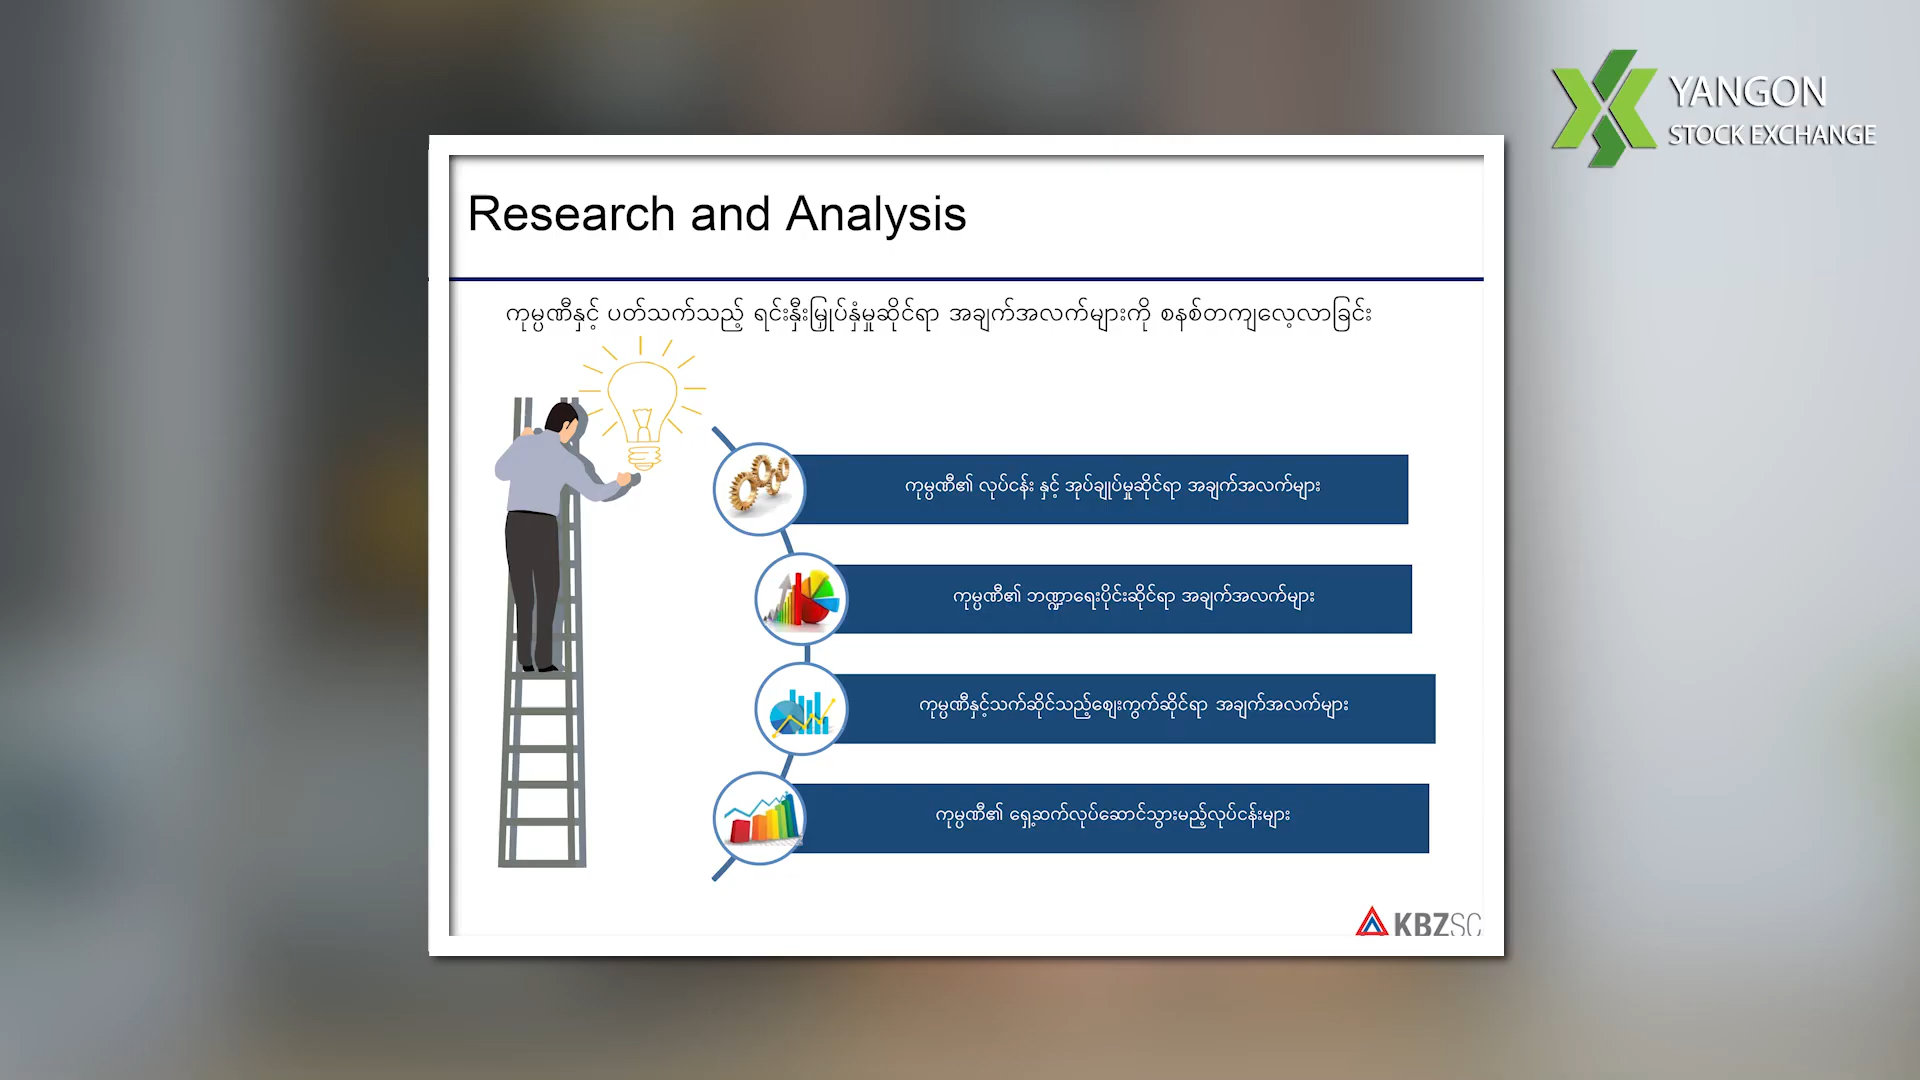 YANGON
STOCK EXCHANGE
Research and Analysis
ကုမ္ပဏီနှင့် ပတ်သက်သည့် ရင်းနှီးမြှုပ်နှံမှုဆိုင်ရာ အချက်အလက်များကို စနစ်တကျလေ့လာခြင်း
ကုမ္ပဏီ၏ လုပ်ငန်း နှင့် အုပ်ချုပ်မှုဆိုင်ရာ အချက်အလက်များ
ကုမ္ပဏီ၏ ဘဏ္ဍာရေးပိုင်းဆိုင်ရာ အချက်အလက်များ
ကုမ္ပဏီနှင့်သက်ဆိုင်သည့်ဈေးကွက်ဆိုင်ရာ အချက်အလက်များ
ကုမ္ပဏီ၏ ရှေ့ဆက်လုပ်ဆောင်သွားမည့်လုပ်ငန်းများ
KBZSC